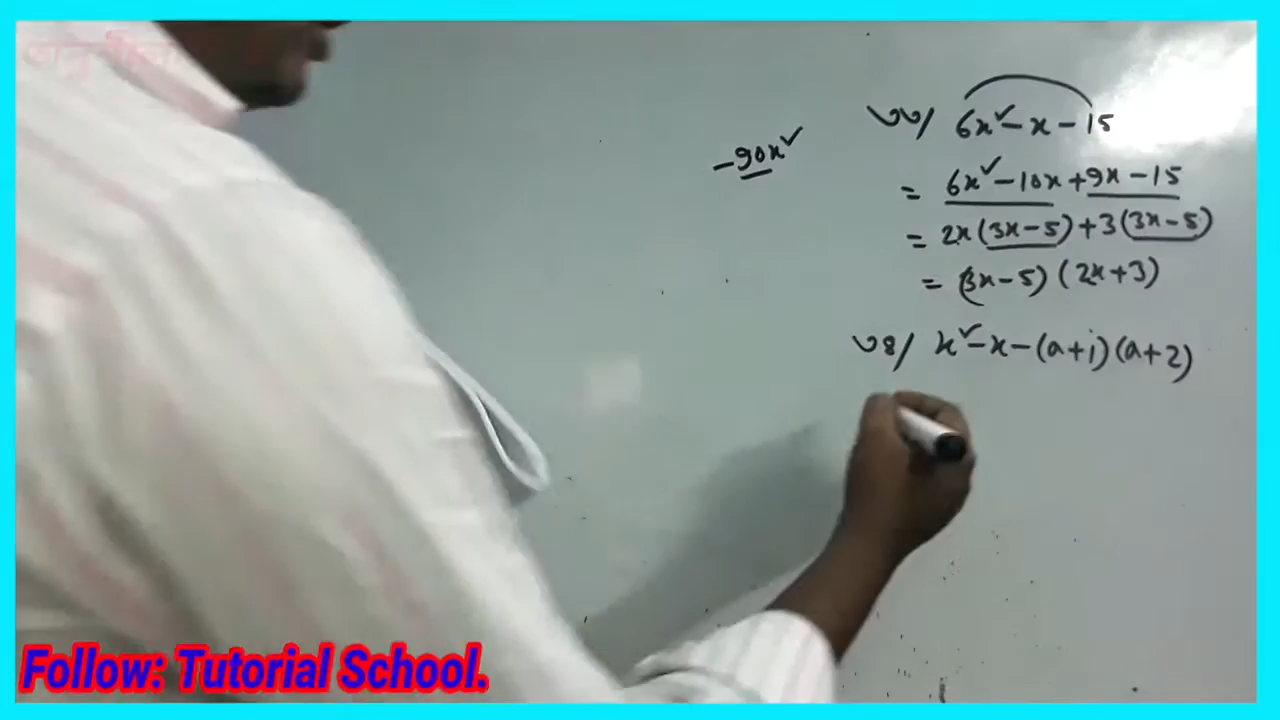 ৩৩/ 6x² - x - 15
-90x²
= 6x² - 10x + 9x - 15
= 2x (3x - 5) + 3 (3x - 5)
= (3x - 5) (2x + 3)
৩৪/ x² - x - (a+1) (a+2)
Follow: Tutorial School.